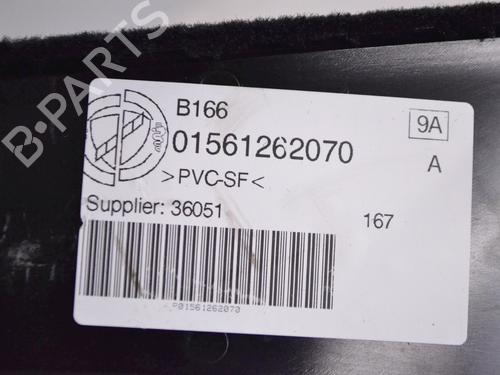 B-PARTS
B166
9A
01561262070
A
>PVC-SF<
Supplier: 36051
167
P01561262070